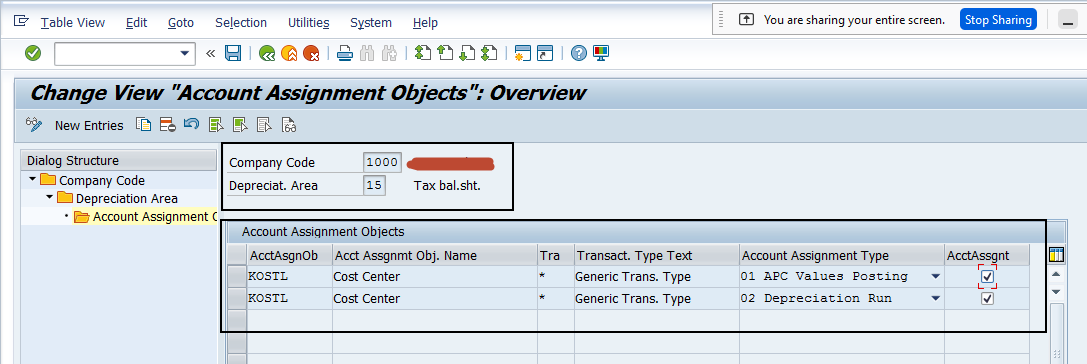 Table View Edit Goto Selection Utilities System Help
You are sharing your entire screen. Stop Sharing
Change View "Account Assignment Objects": Overview
New Entries
Dialog Structure
Company Code
Depreciation Area
Account Assignment O
Company Code 1000
Depreciat. Area 15 Tax bal.sht.
Account Assignment Objects
AcctAsgnOb Acct Assgnmt Obj. Name Tra Transact. Type Text Account Assignment Type AcctAssgnt
KOSTL Cost Center * Generic Trans. Type 01 APC Values Posting
KOSTL Cost Center * Generic Trans. Type 02 Depreciation Run